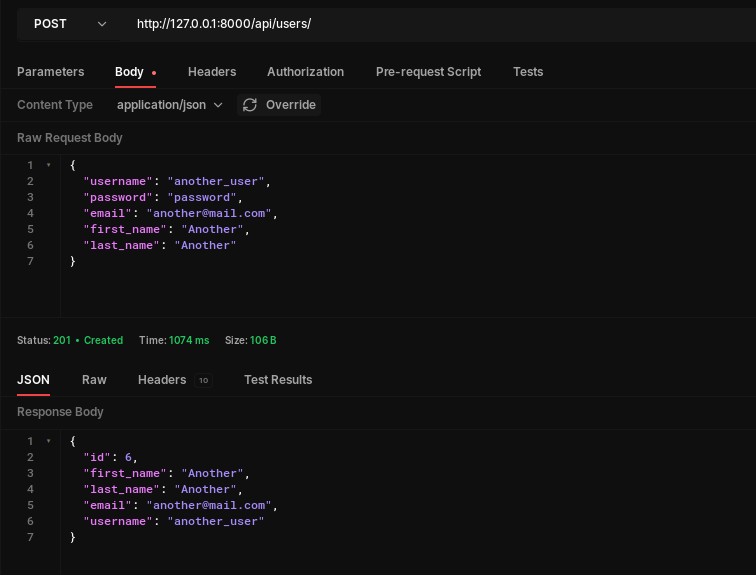 POST http://127.0.0.1:8000/api/users/
Parameters Body Headers Authorization Pre-request Script Tests
Content Type application/json Override
Raw Request Body
1 {
2 "username": "another_user",
3 "password": "password",
4 "email": "another@mail.com",
5 "first_name": "Another",
6 "last_name": "Another"
7 }
Status: 201 • Created Time: 1074 ms Size: 106 B
JSON Raw Headers 10 Test Results
Response Body
1 {
2 "id": 6,
3 "first_name": "Another",
4 "last_name": "Another",
5 "email": "another@mail.com",
6 "username": "another_user"
7 }